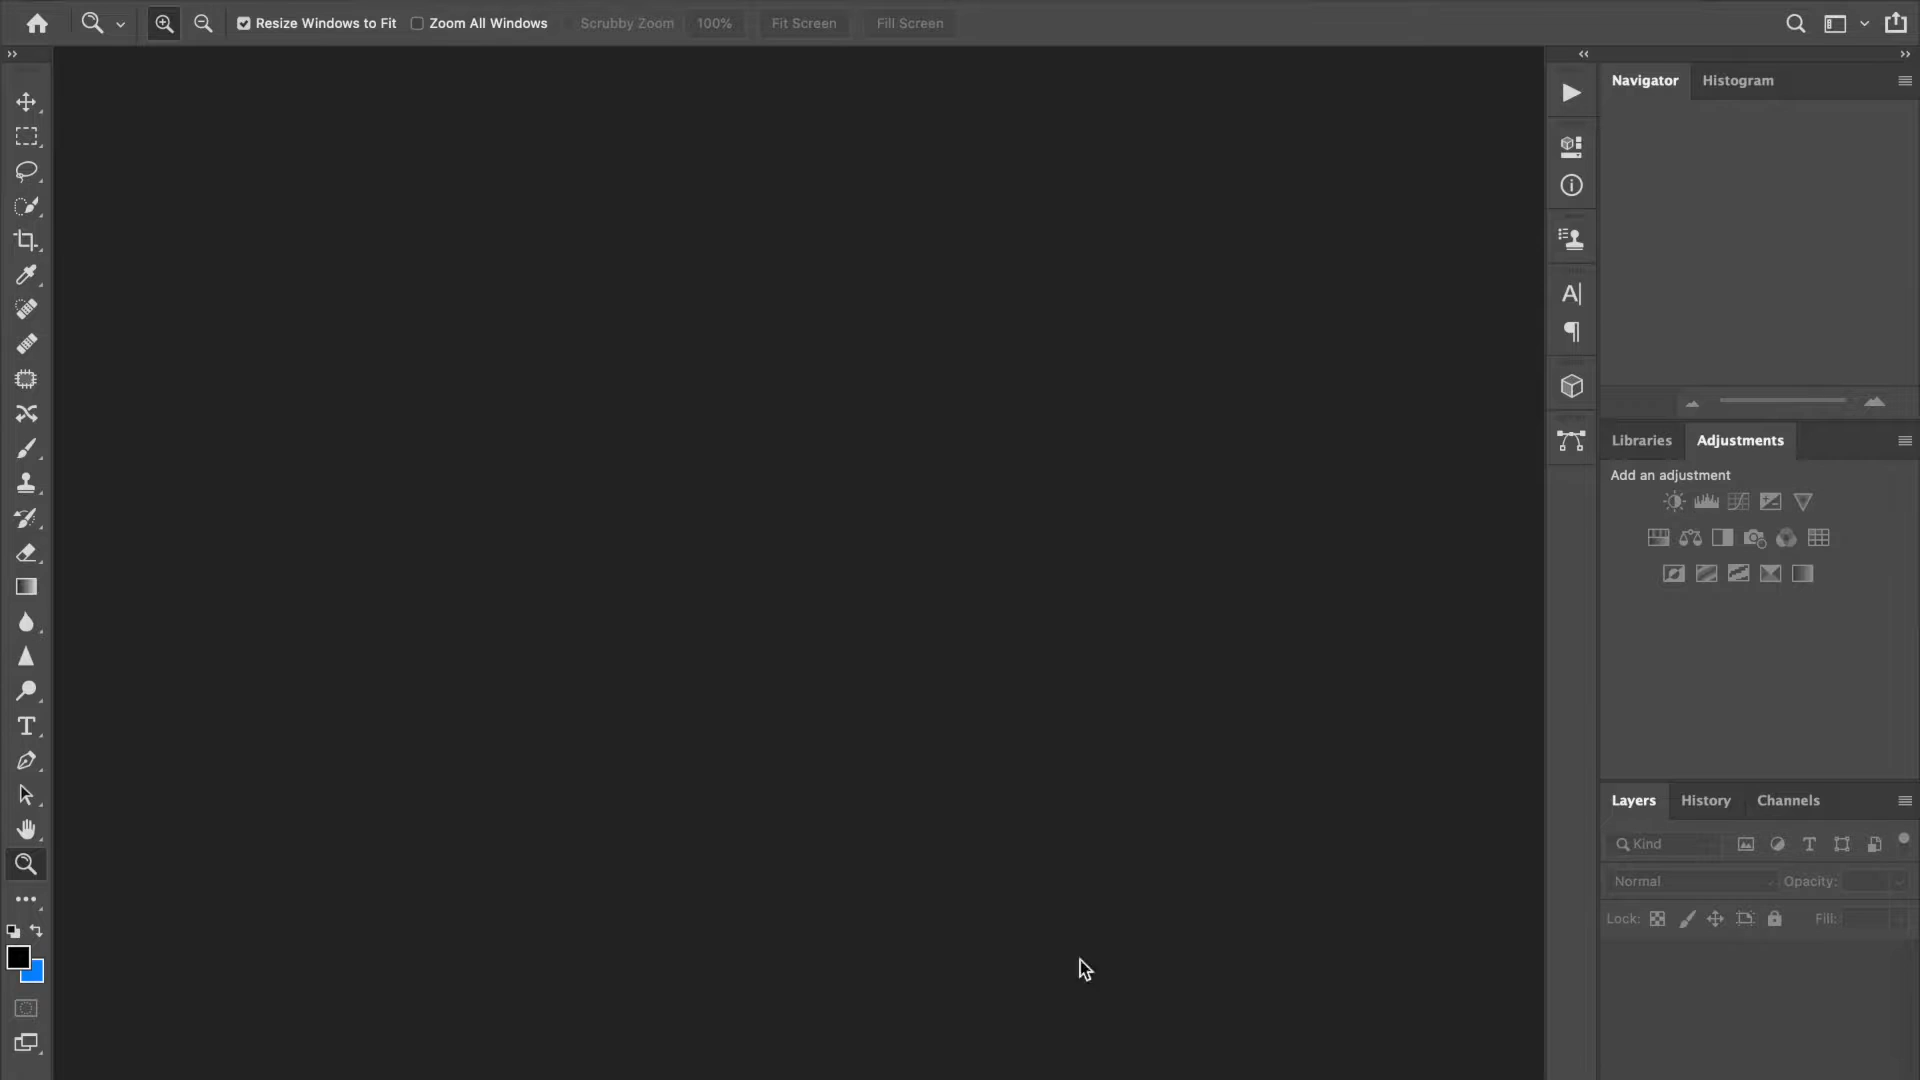 Resize Windows to Fit Zoom All Windows Scrubby Zoom 100% Fit Screen Fill Screen
Navigator Histogram
Libraries Adjustments
Add an adjustment
Layers History Channels
Kind
Normal Opacity:
Lock: Fill: